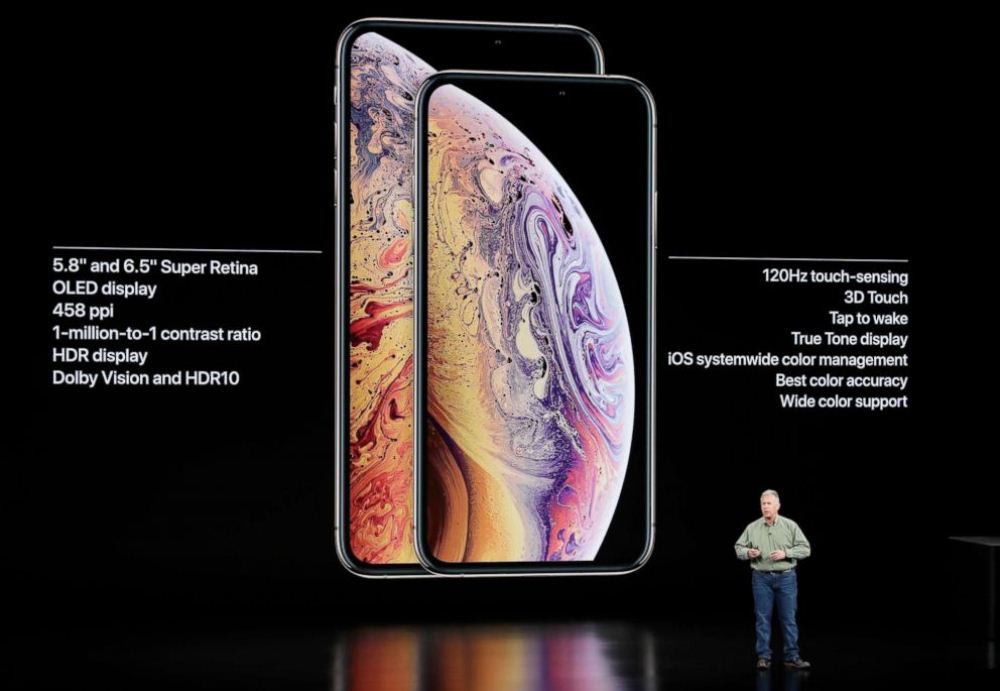 5.8" and 6.5" Super Retina
OLED display
458 ppi
1-million-to-1 contrast ratio
HDR display
Dolby Vision and HDR10
120Hz touch-sensing
3D Touch
Tap to wake
True Tone display
iOS systemwide color management
Best color accuracy
Wide color support